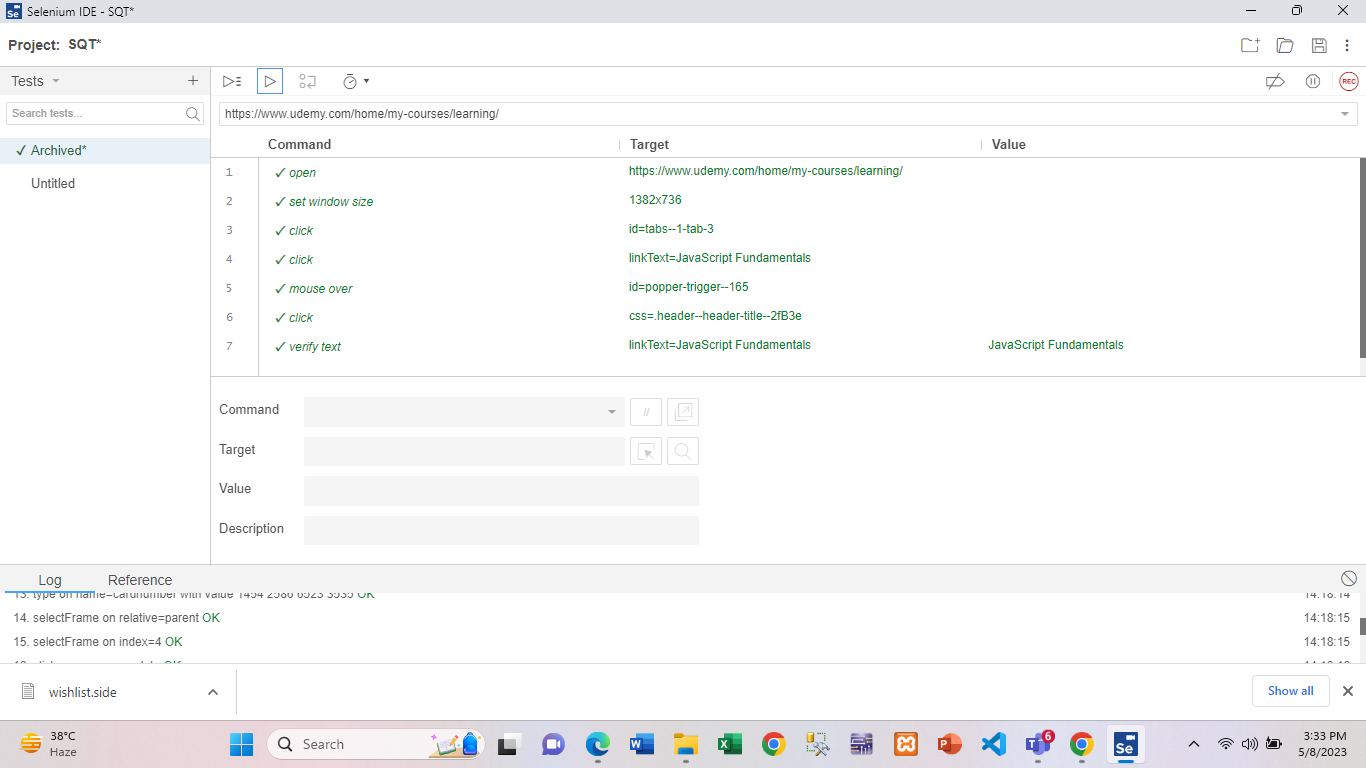 Selenium IDE - SQT*
Project: SQT*
Tests
Search tests...
✓ Archived*
Untitled
REC
https://www.udemy.com/home/my-courses/learning/
Command Target Value
1 ✓ open https://www.udemy.com/home/my-courses/learning/
2 ✓ set window size 1382x736
3 ✓ click id=tabs--1-tab-3
4 ✓ click linkText=JavaScript Fundamentals
5 ✓ mouse over id=popper-trigger--165
6 ✓ click css=.header--header-title--2fB3e
7 ✓ verify text linkText=JavaScript Fundamentals JavaScript Fundamentals
Command //
Target
Value
Description
Log Reference
13. type on name=cardnumber with value 1454 2586 6523 3535 OK 14:18:14
14. selectFrame on relative=parent OK 14:18:15
15. selectFrame on index=4 OK 14:18:15
wishlist.side
Show all
38°C
Haze
Search
6
Se
3:33 PM
5/8/2023